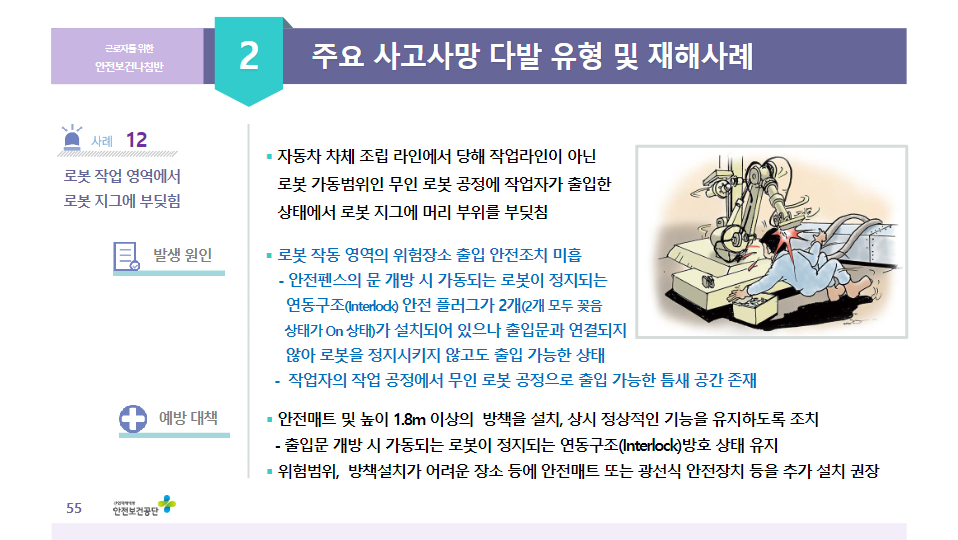 근로자를 위한
안전보건나침반
2
주요 사고사망 다발 유형 및 재해사례
사례 12
로봇 작업 영역에서
로봇 지그에 부딪힘
▪ 자동차 차체 조립 라인에서 당해 작업라인이 아닌
로봇 가동범위인 무인 로봇 공정에 작업자가 출입한
상태에서 로봇 지그에 머리 부위를 부딪침
발생 원인
▪ 로봇 작동 영역의 위험장소 출입 안전조치 미흡
- 안전펜스의 문 개방 시 가동되는 로봇이 정지되는
연동구조(Interlock) 안전 플러그가 2개(2개 모두 꽂음
상태가 On 상태)가 설치되어 있으나 출입문과 연결되지
않아 로봇을 정지시키지 않고도 출입 가능한 상태
- 작업자의 작업 공정에서 무인 로봇 공정으로 출입 가능한 틈새 공간 존재
예방 대책
▪ 안전매트 및 높이 1.8m 이상의 방책을 설치, 상시 정상적인 기능을 유지하도록 조치
- 출입문 개방 시 가동되는 로봇이 정지되는 연동구조(Interlock)방호 상태 유지
▪ 위험범위, 방책설치가 어려운 장소 등에 안전매트 또는 광선식 안전장치 등을 추가 설치 권장
55
산업재해예방
안전보건공단